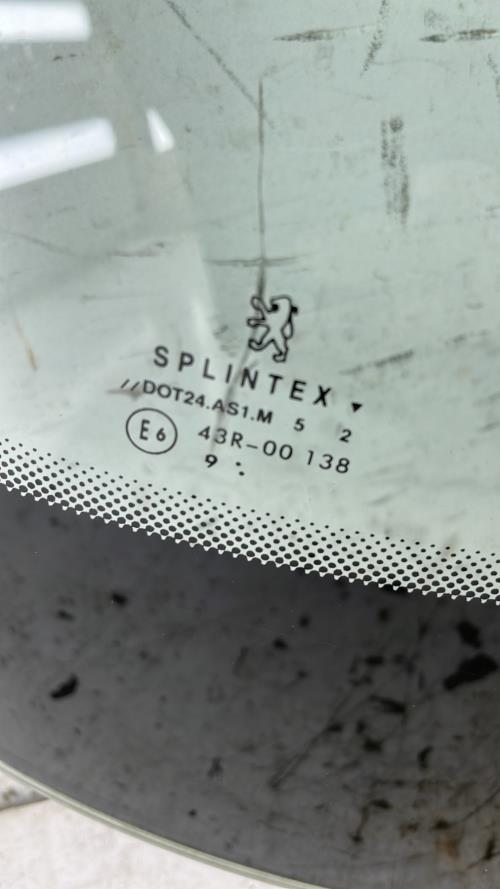 SPLINTEX ▼
//DOT24.AS1.M 5 2
E6 43R-00 138
9 :